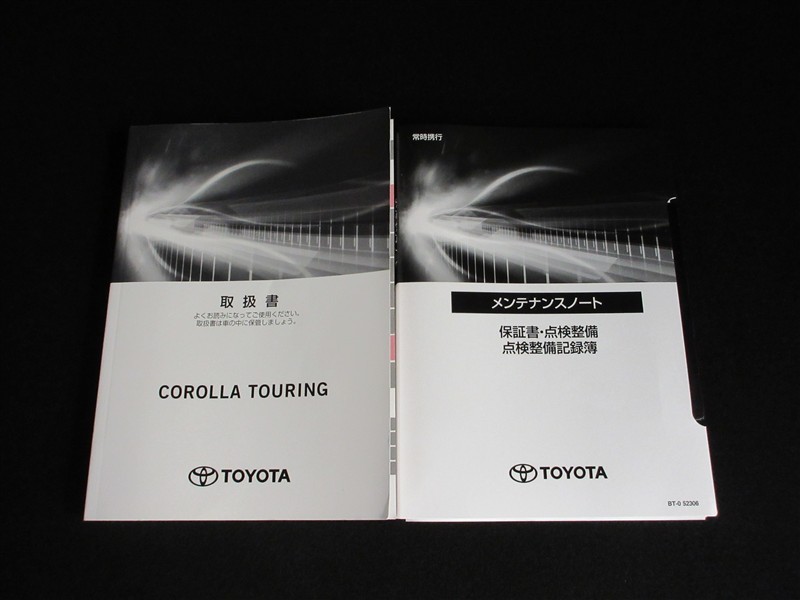 取扱書
よくお読みになってご使用ください。
取扱書は車の中に保管しましょう。
COROLLA TOURING
TOYOTA
常時携行
メンテナンスノート
保証書・点検整備
点検整備記録簿
TOYOTA
BT-0 52306